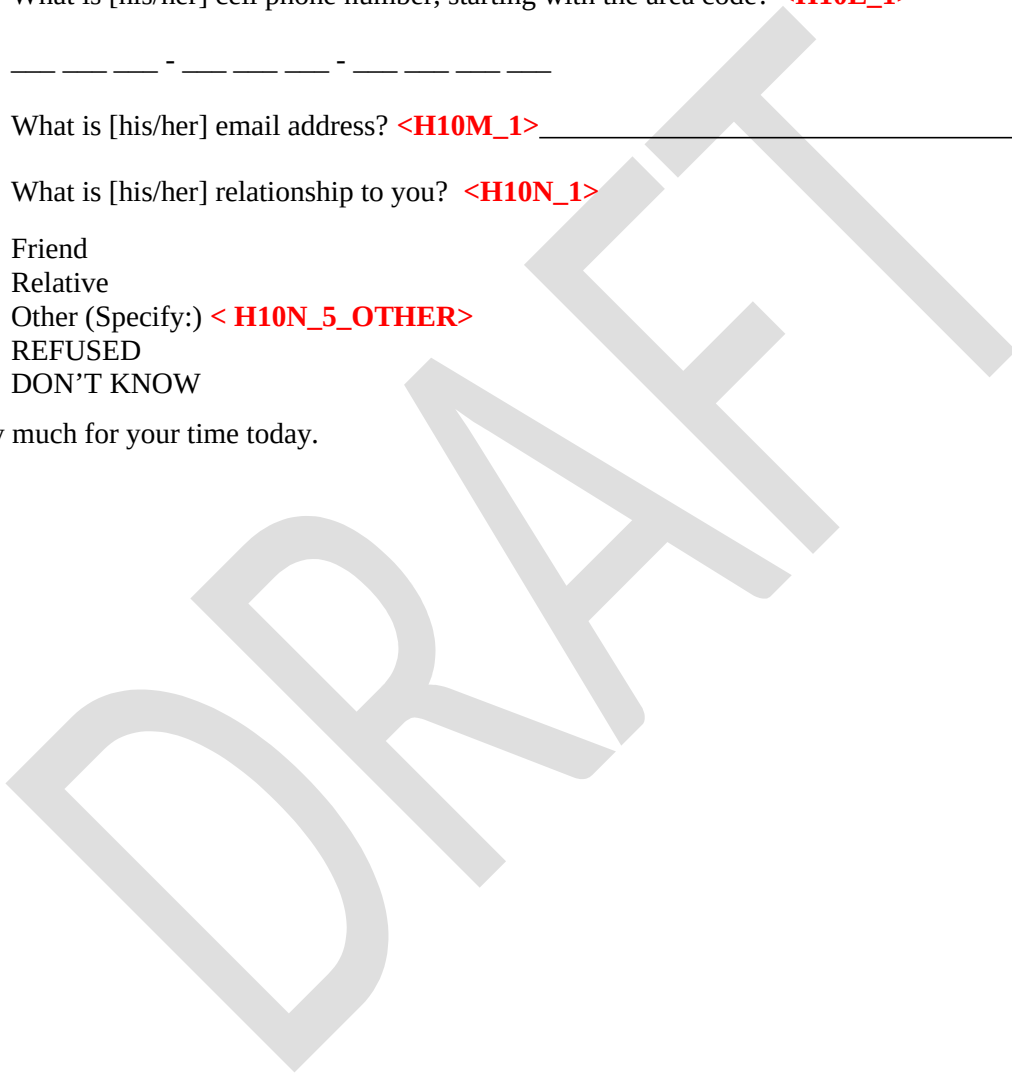 What is [his/her] cell phone number, starting with the area code? <H10L_1>
___ ___ ___ - ___ ___ ___ - ___ ___ ___ ___
What is [his/her] email address? <H10M_1>__________________________________
What is [his/her] relationship to you? <H10N_1>
Friend
Relative
Other (Specify:) < H10N_5_OTHER>
REFUSED
DON'T KNOW
much for your time today.
DRAFT